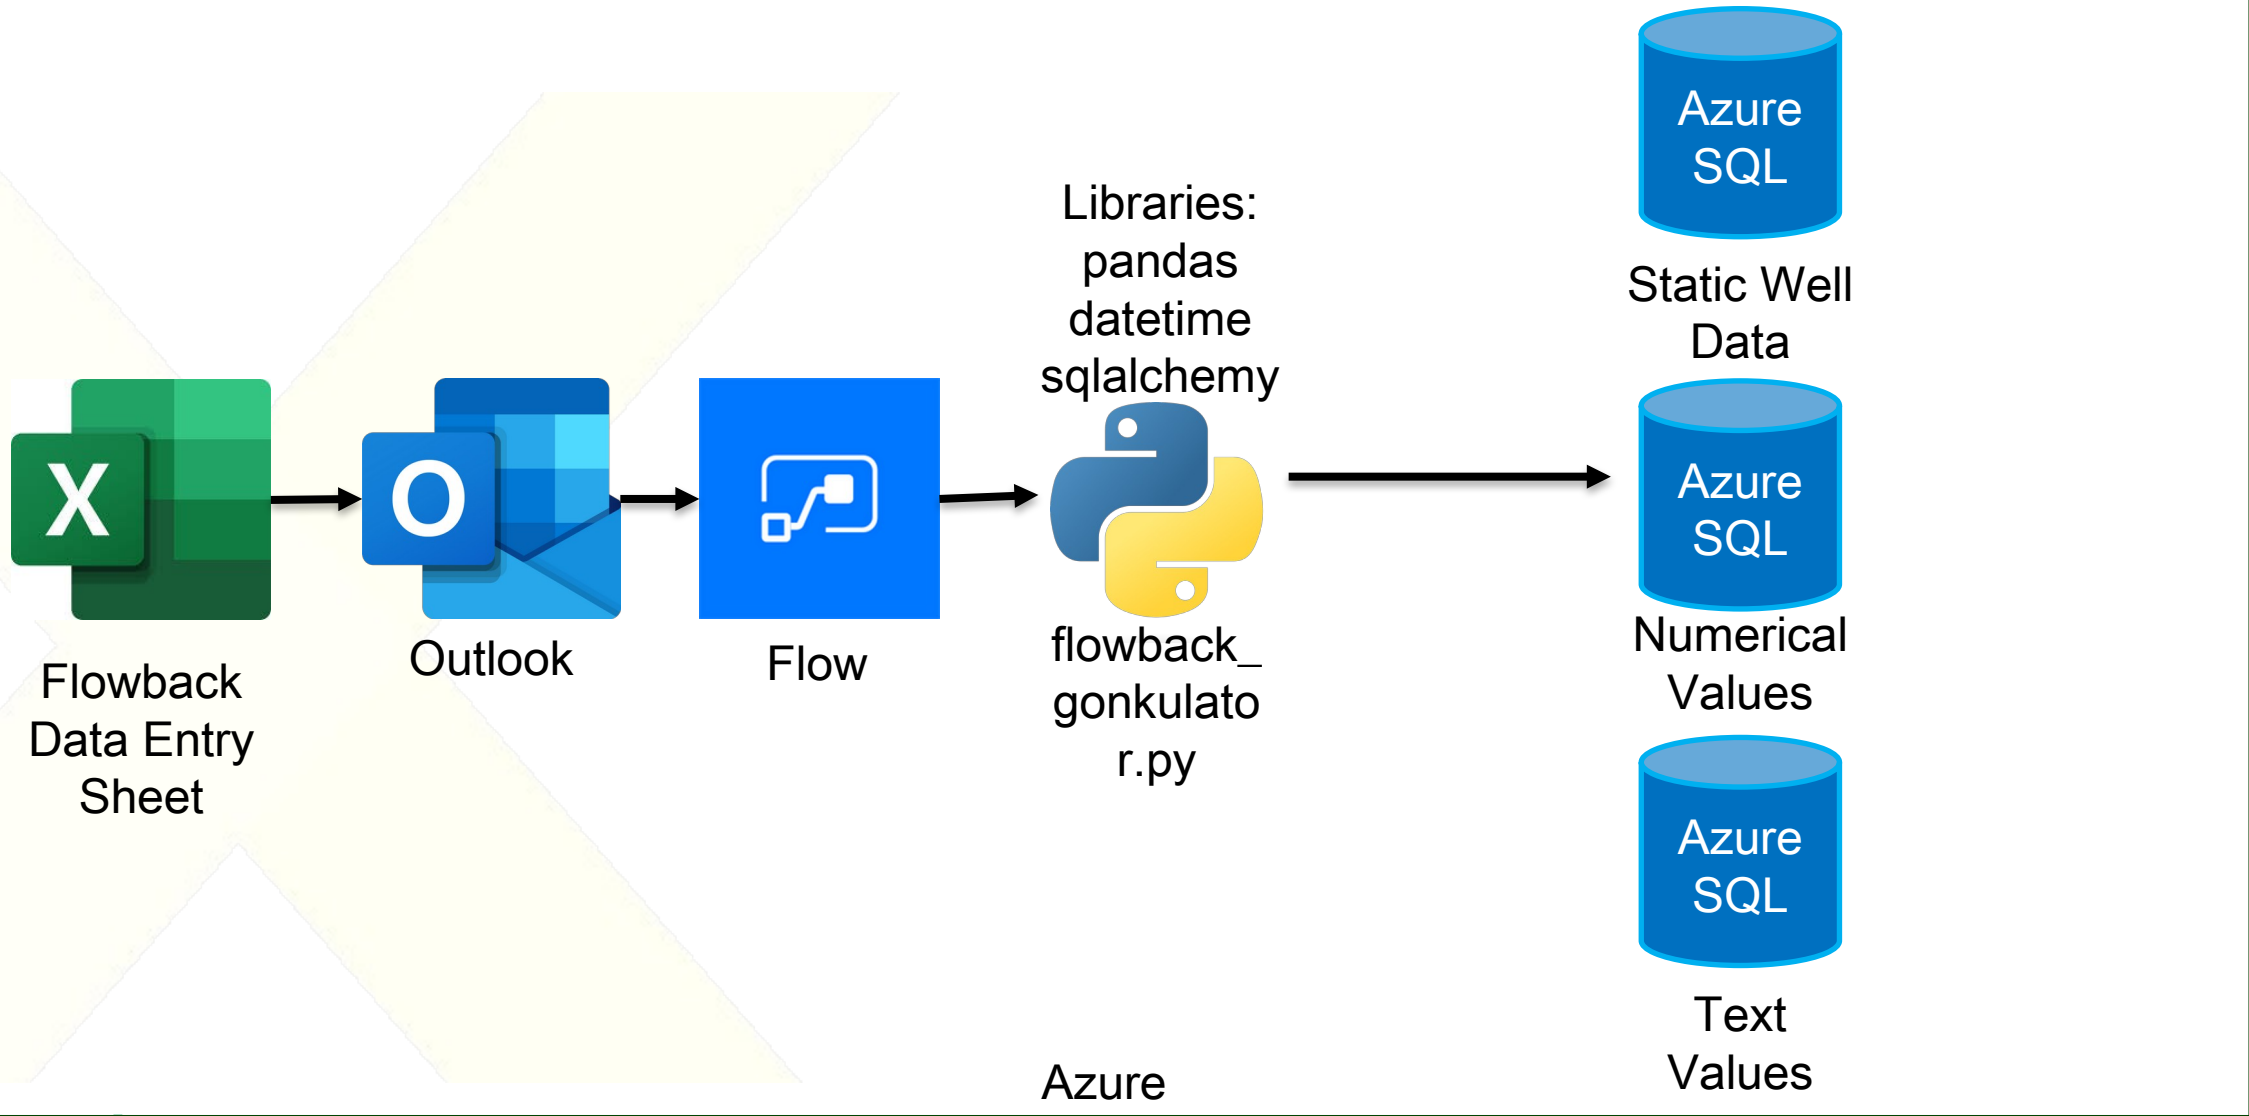 Azure
SQL
Static Well
Data
Libraries:
pandas
datetime
sqlalchemy
X
O
Flowback
Data Entry
Sheet
Outlook
Flow
flowback_
gonkulato
r.py
Azure
SQL
Numerical
Values
Azure
SQL
Text
Values
Azure